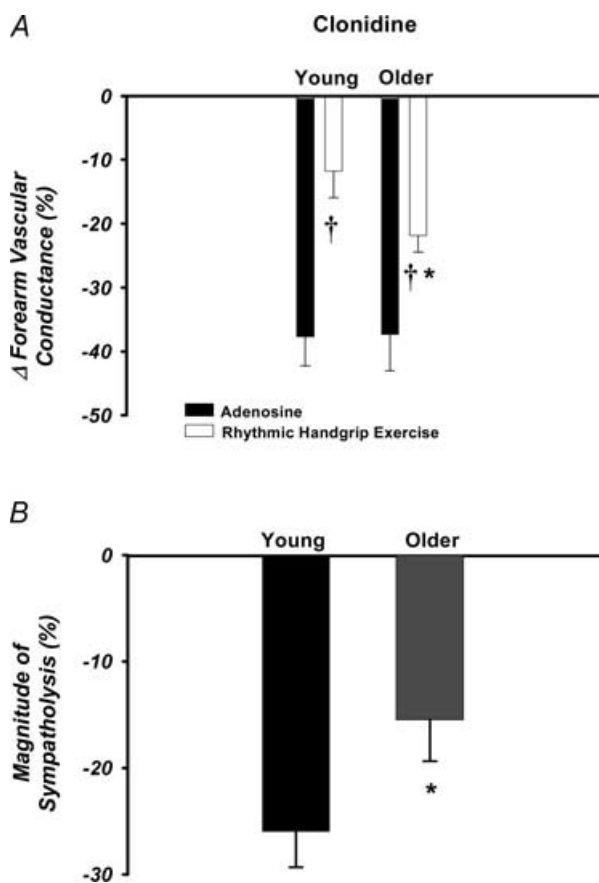 A
Clonidine
Young Older
0
-10
-20
-30
-40
-50
Δ Forearm Vascular
Conductance (%)
†
† *
Adenosine
Rhythmic Handgrip Exercise
B
Young Older
0
-10
-20
-30
Magnitude of
Sympatholysis (%)
*